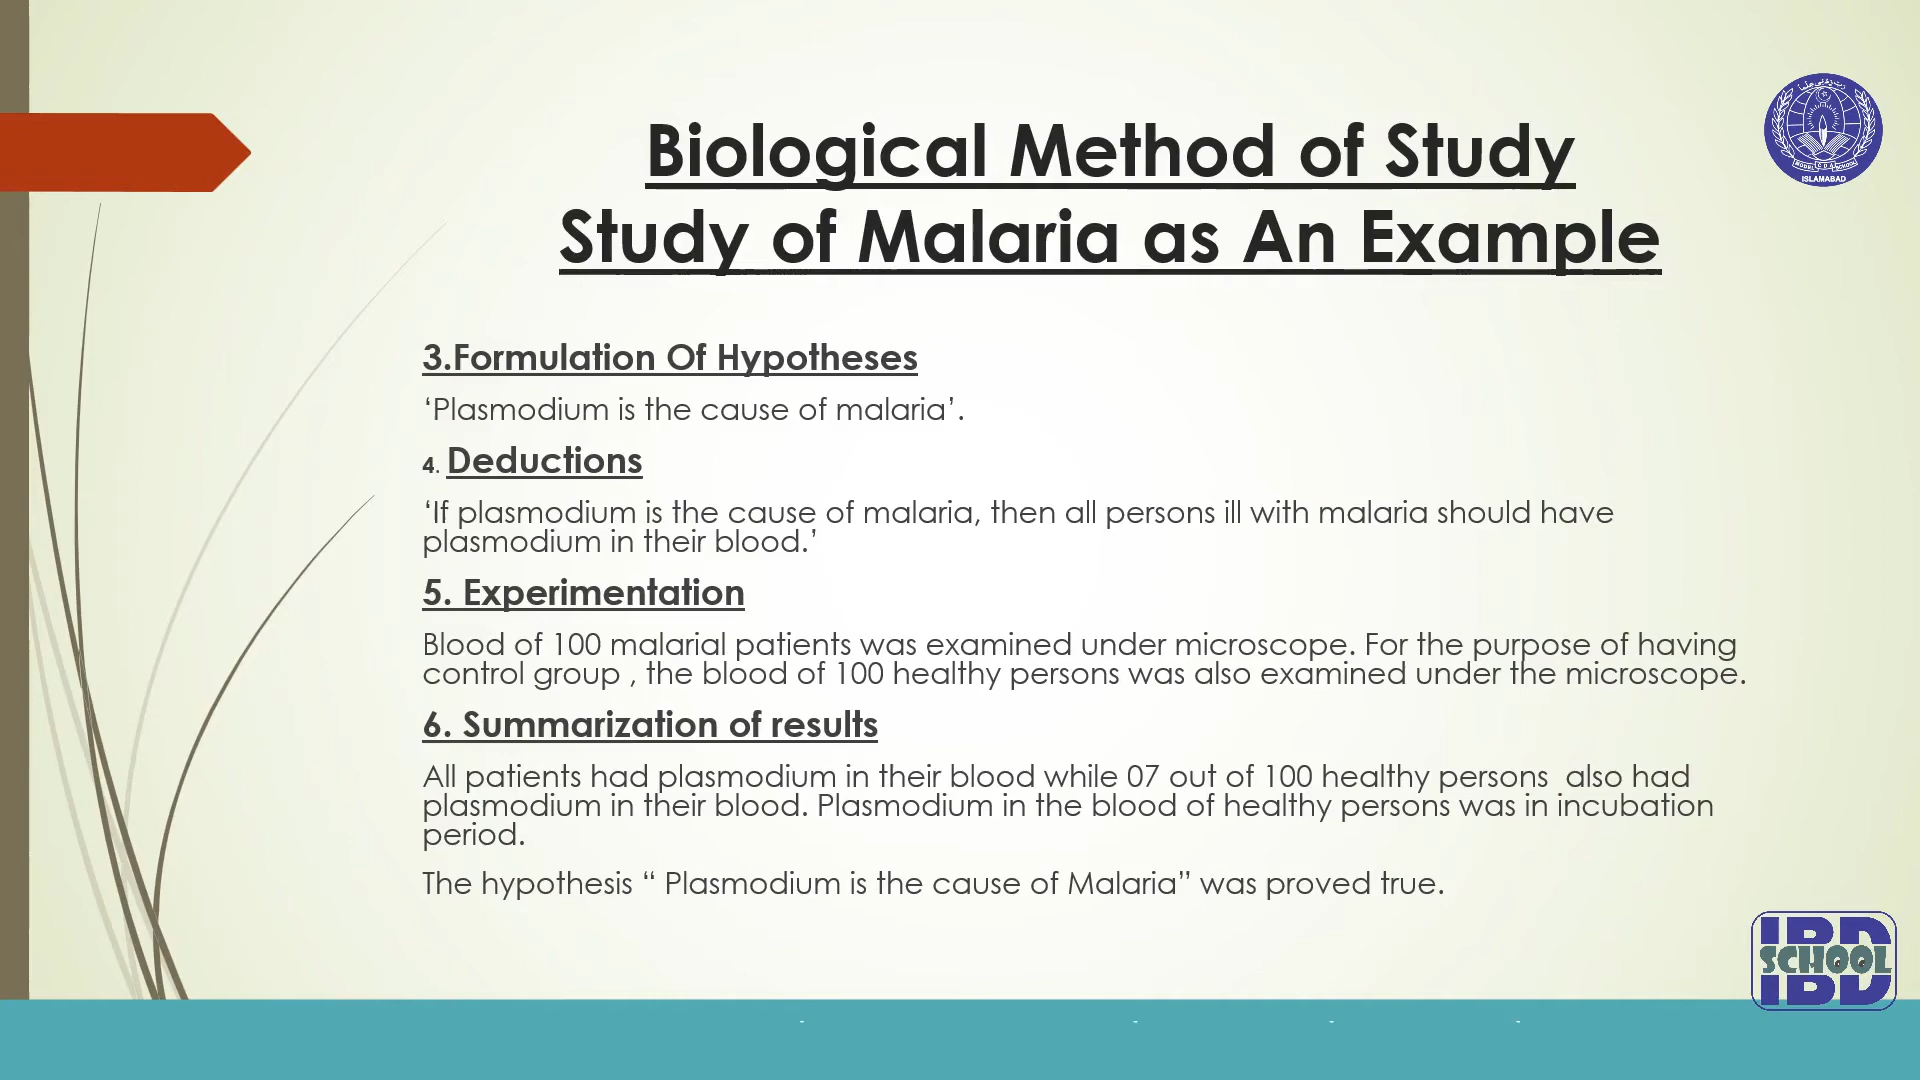 Biological Method of Study
Study of Malaria as An Example
3.Formulation Of Hypotheses
‘Plasmodium is the cause of malaria’.
4. Deductions
‘If plasmodium is the cause of malaria, then all persons ill with malaria should have
plasmodium in their blood.’
5. Experimentation
Blood of 100 malarial patients was examined under microscope. For the purpose of having
control group , the blood of 100 healthy persons was also examined under the microscope.
6. Summarization of results
All patients had plasmodium in their blood while 07 out of 100 healthy persons  also had
plasmodium in their blood. Plasmodium in the blood of healthy persons was in incubation
period.
The hypothesis “ Plasmodium is the cause of Malaria” was proved true.
ISLAMABAD
IBD
SCHOOL
IBD